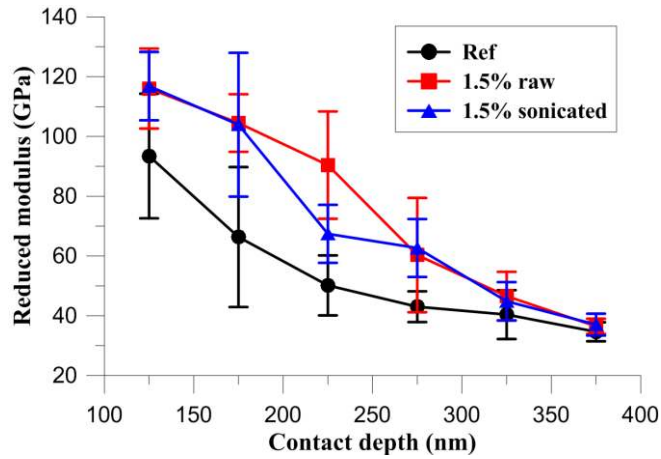 140
120
100
80
60
40
20
Reduced modulus (GPa)
Ref
1.5% raw
1.5% sonicated
100 150 200 250 300 350 400
Contact depth (nm)